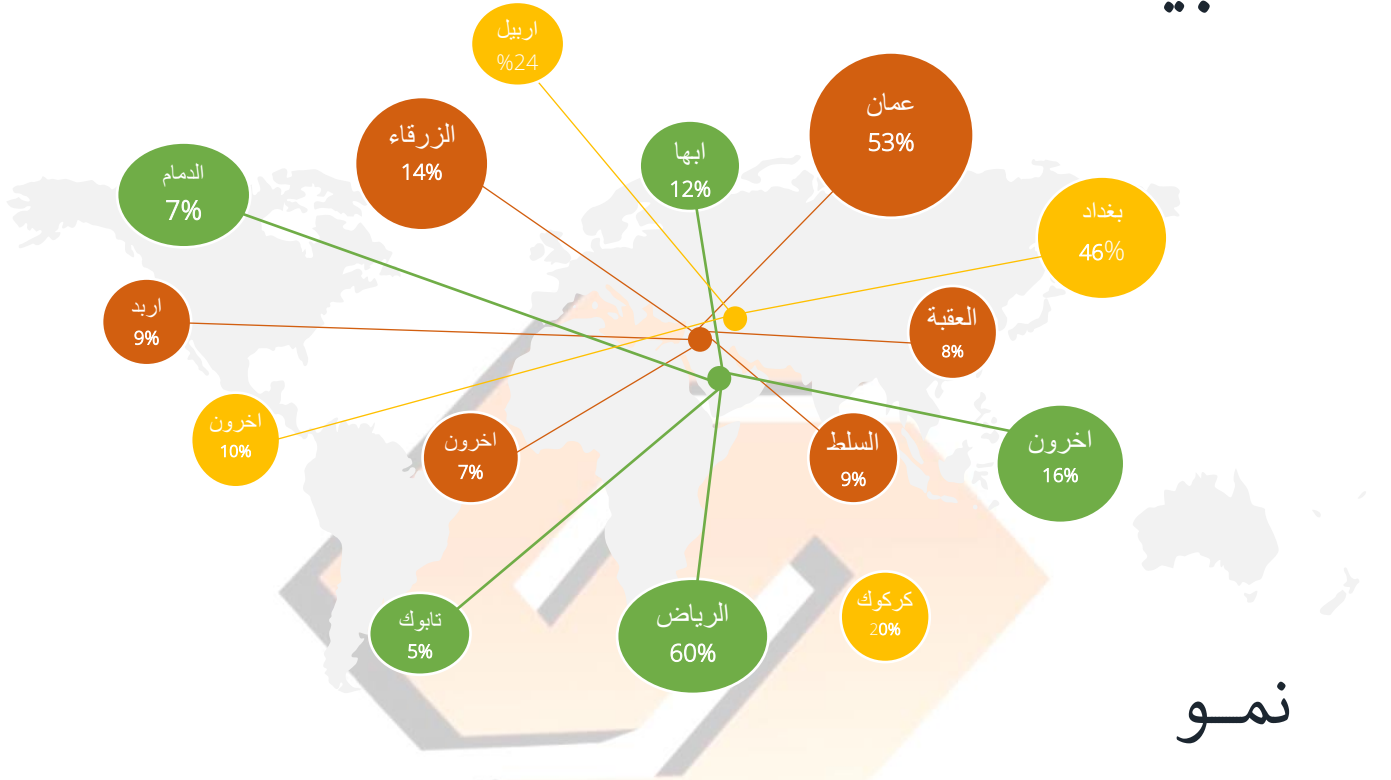 اربيل
%24
عمان
53%
الزرقاء
14%
ابها
12%
الدمام
7%
بغداد
46%
اربد
9%
العقبة
8%
اخرون
10%
اخرون
7%
السلط
9%
اخرون
16%
تابوك
5%
الرياض
60%
كركوك
20%
نمـو